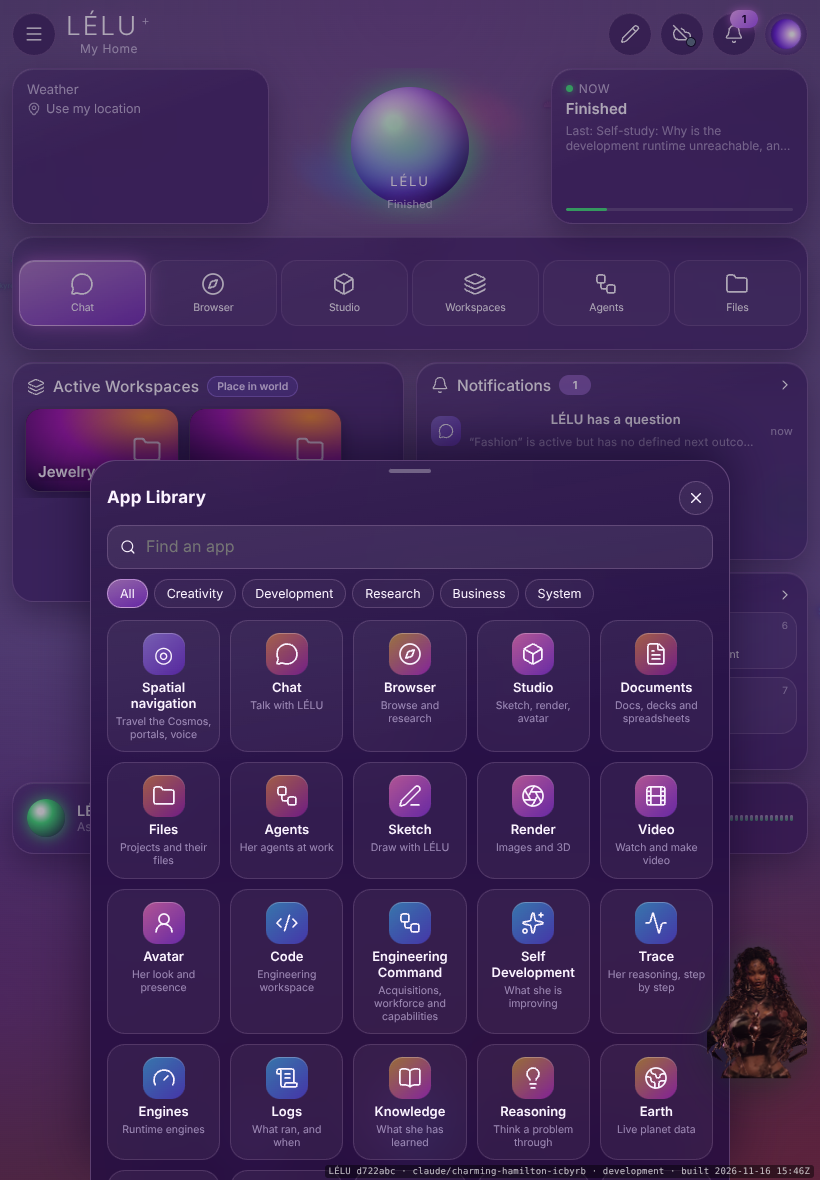 LÉLU +
My Home
1
Weather
Use my location
LÉLU
Finished
NOW
Finished
Last: Self-study: Why is the
development runtime unreachable, an...
Chat
Browser
Studio
Workspaces
Agents
Files
Active Workspaces
Place in world
Jewelry
Notifications
1
LÉLU has a question
"Fashion" is active but has no defined next outco...
now
App Library
Find an app
All
Creativity
Development
Research
Business
System
6
nt
7
Spatial
navigation
Travel the Cosmos,
portals, voice
Chat
Talk with LÉLU
Browser
Browse and
research
Studio
Sketch, render,
avatar
Documents
Docs, decks and
spreadsheets
Files
Projects and their
files
Agents
Her agents at work
Sketch
Draw with LÉLU
Render
Images and 3D
Video
Watch and make
video
LÉ
As
Avatar
Her look and
presence
Code
Engineering
workspace
Engineering
Command
Acquisitions,
workforce and
capabilities
Self
Development
What she is
improving
Trace
Her reasoning, step
by step
Engines
Runtime engines
Logs
What ran, and
when
Knowledge
What she has
learned
Reasoning
Think a problem
through
Earth
Live planet data
LÉLU d722abc · claude/charming-hamilton-icbyrb · development · built 2026-11-16 15:46Z